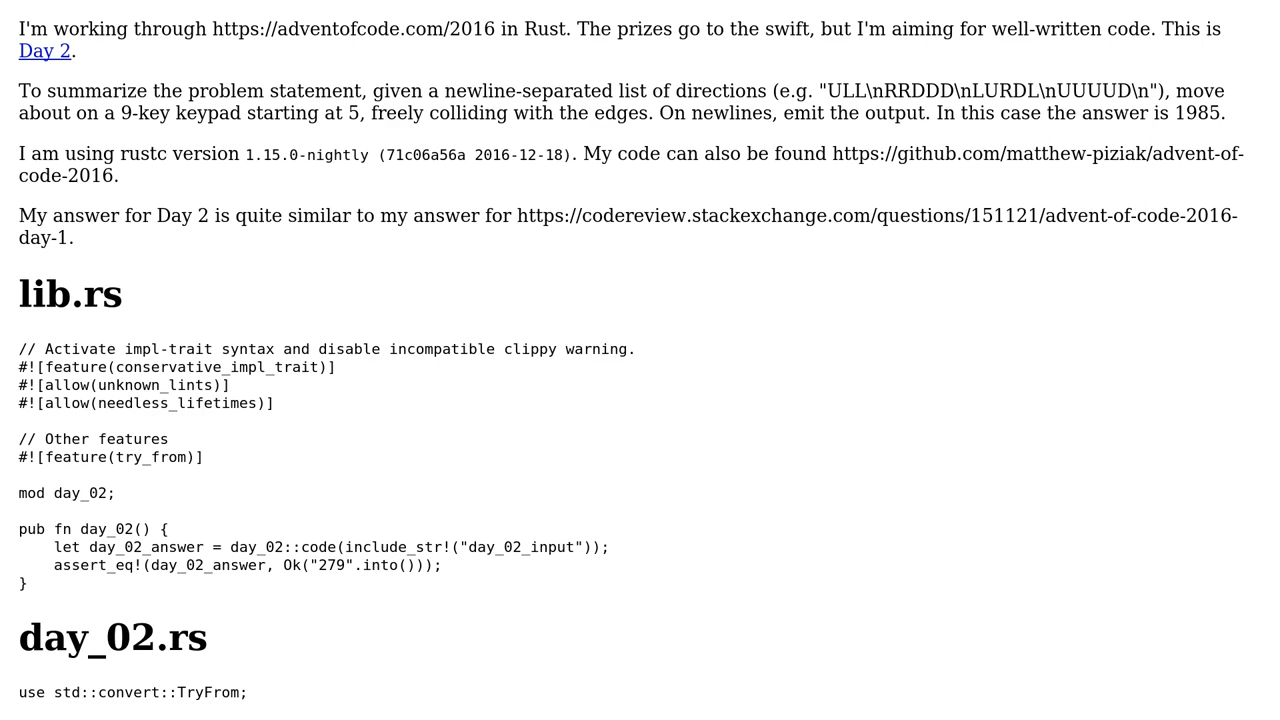 I'm working through https://adventofcode.com/2016 in Rust. The prizes go to the swift, but I'm aiming for well-written code. This is
Day 2.
To summarize the problem statement, given a newline-separated list of directions (e.g. "ULL\nRRDDD\nLURDL\nUUUUD\n"), move
about on a 9-key keypad starting at 5, freely colliding with the edges. On newlines, emit the output. In this case the answer is 1985.
I am using rustc version 1.15.0-nightly (71c06a56a 2016-12-18). My code can also be found https://github.com/matthew-piziak/advent-of-
code-2016.
My answer for Day 2 is quite similar to my answer for https://codereview.stackexchange.com/questions/151121/advent-of-code-2016-
day-1.
lib.rs
// Activate impl-trait syntax and disable incompatible clippy warning.
#![feature(conservative_impl_trait)]
#![allow(unknown_lints)]
#![allow(needless_lifetimes)]
// Other features
#![feature(try_from)]
mod day_02;
pub fn day_02() {
    let day_02_answer = day_02::code(include_str!("day_02_input"));
    assert_eq!(day_02_answer, Ok("279".into()));
}
day_02.rs
use std::convert::TryFrom;